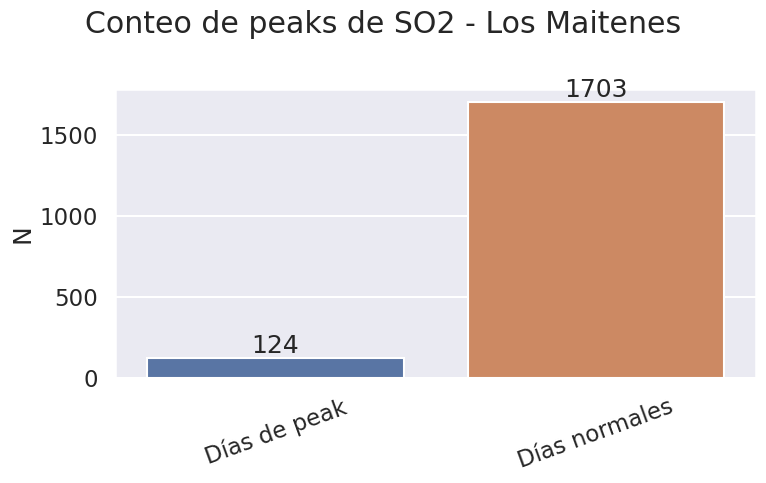 Conteo de peaks de SO2 - Los Maitenes
1703
1500
1000
N
500
124
0
Días de peak
Días normales